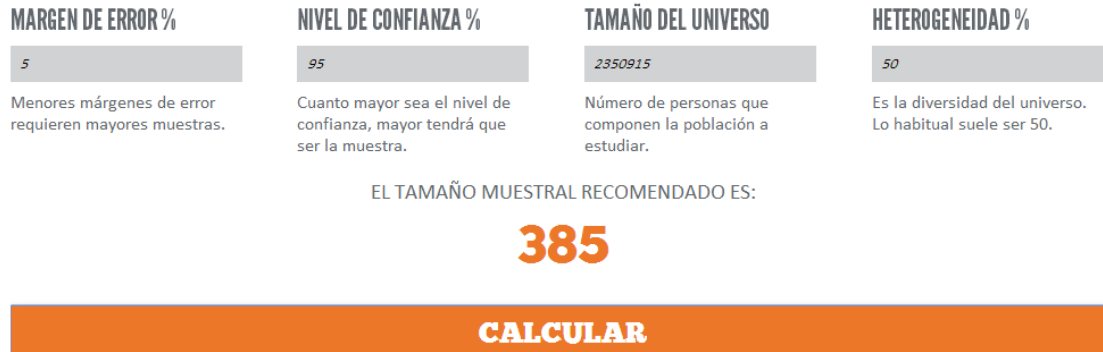 MARGEN DE ERROR %
NIVEL DE CONFIANZA %
TAMAÑO DEL UNIVERSO
HETEROGENEIDAD %
5
95
2350915
50
Menores márgenes de error
requieren mayores muestras.
Cuanto mayor sea el nivel de
confianza, mayor tendrá que
ser la muestra.
Número de personas que
componen la población a
estudiar.
Es la diversidad del universo.
Lo habitual suele ser 50.
EL TAMAÑO MUESTRAL RECOMENDADO ES:
385
CALCULAR